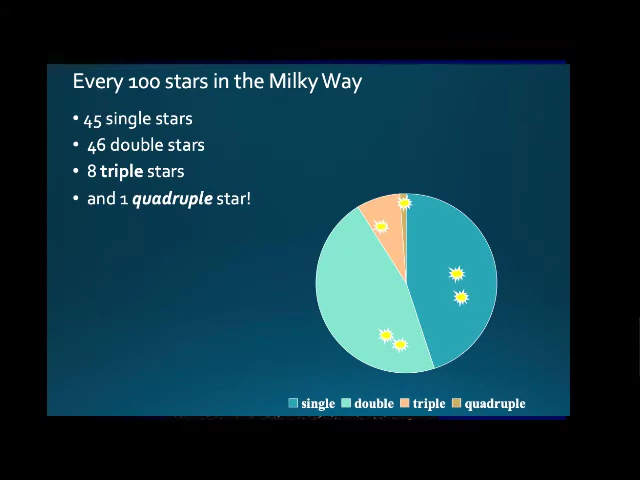 Every 100 stars in the Milky Way
• 45 single stars
• 46 double stars
• 8 triple stars
• and 1 quadruple star!
single double triple quadruple